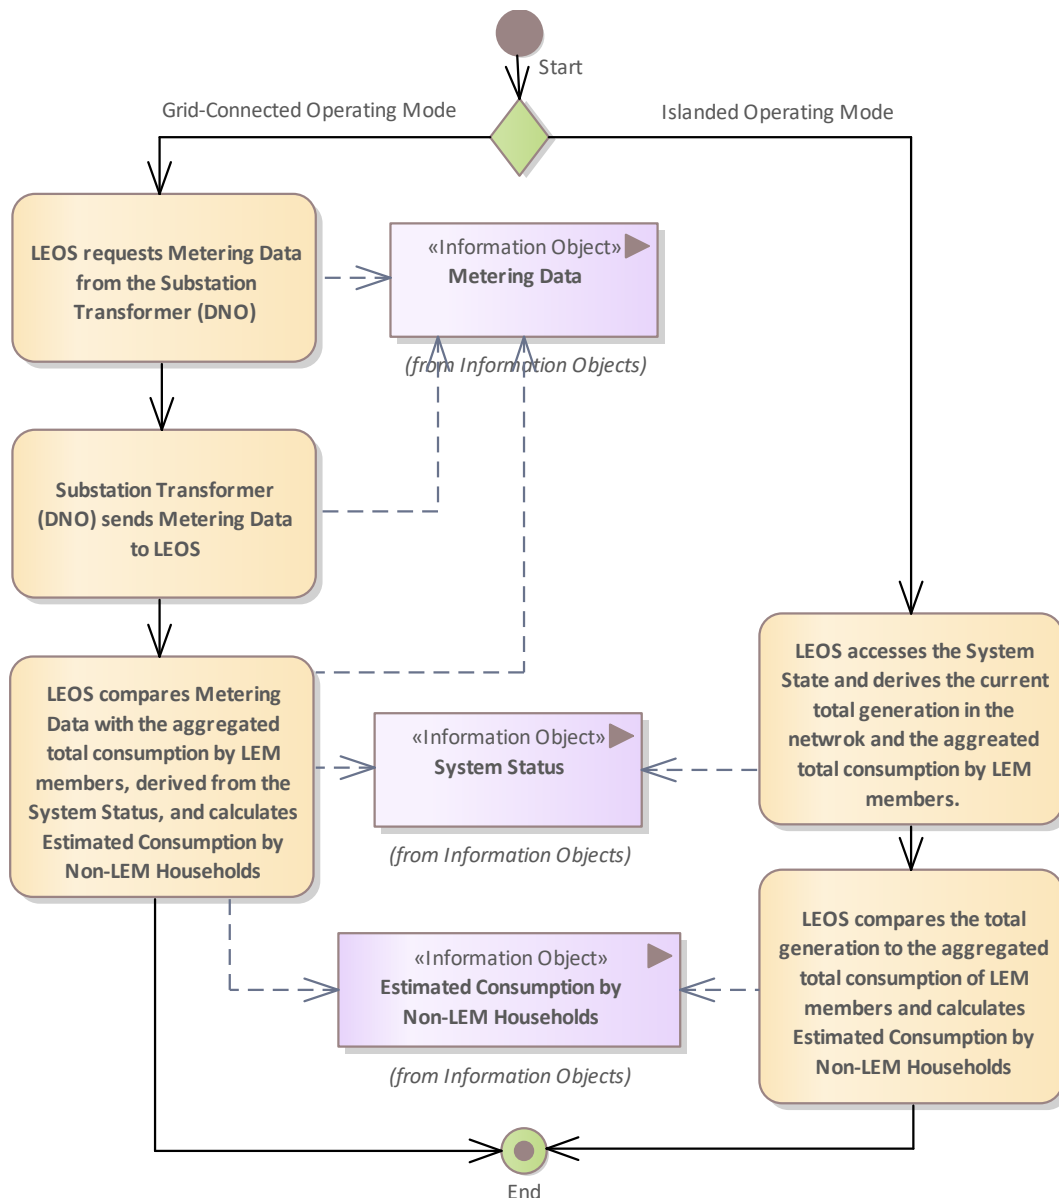 Start
Grid-Connected Operating Mode
Islanded Operating Mode
LEOS requests Metering Data
from the Substation
Transformer (DNO)
«Information Object»
Metering Data
(from Information Objects)
Substation Transformer
(DNO) sends Metering Data
to LEOS
LEOS compares Metering
Data with the aggregated
total consumption by LEM
members, derived from the
System Status, and calculates
Estimated Consumption by
Non-LEM Households
«Information Object»
System Status
(from Information Objects)
LEOS accesses the System
State and derives the current
total generation in the
netwrok and the aggreated
total consumption by LEM
members.
«Information Object»
Estimated Consumption by
Non-LEM Households
(from Information Objects)
LEOS compares the total
generation to the aggregated
total consumption of LEM
members and calculates
Estimated Consumption by
Non-LEM Households
End